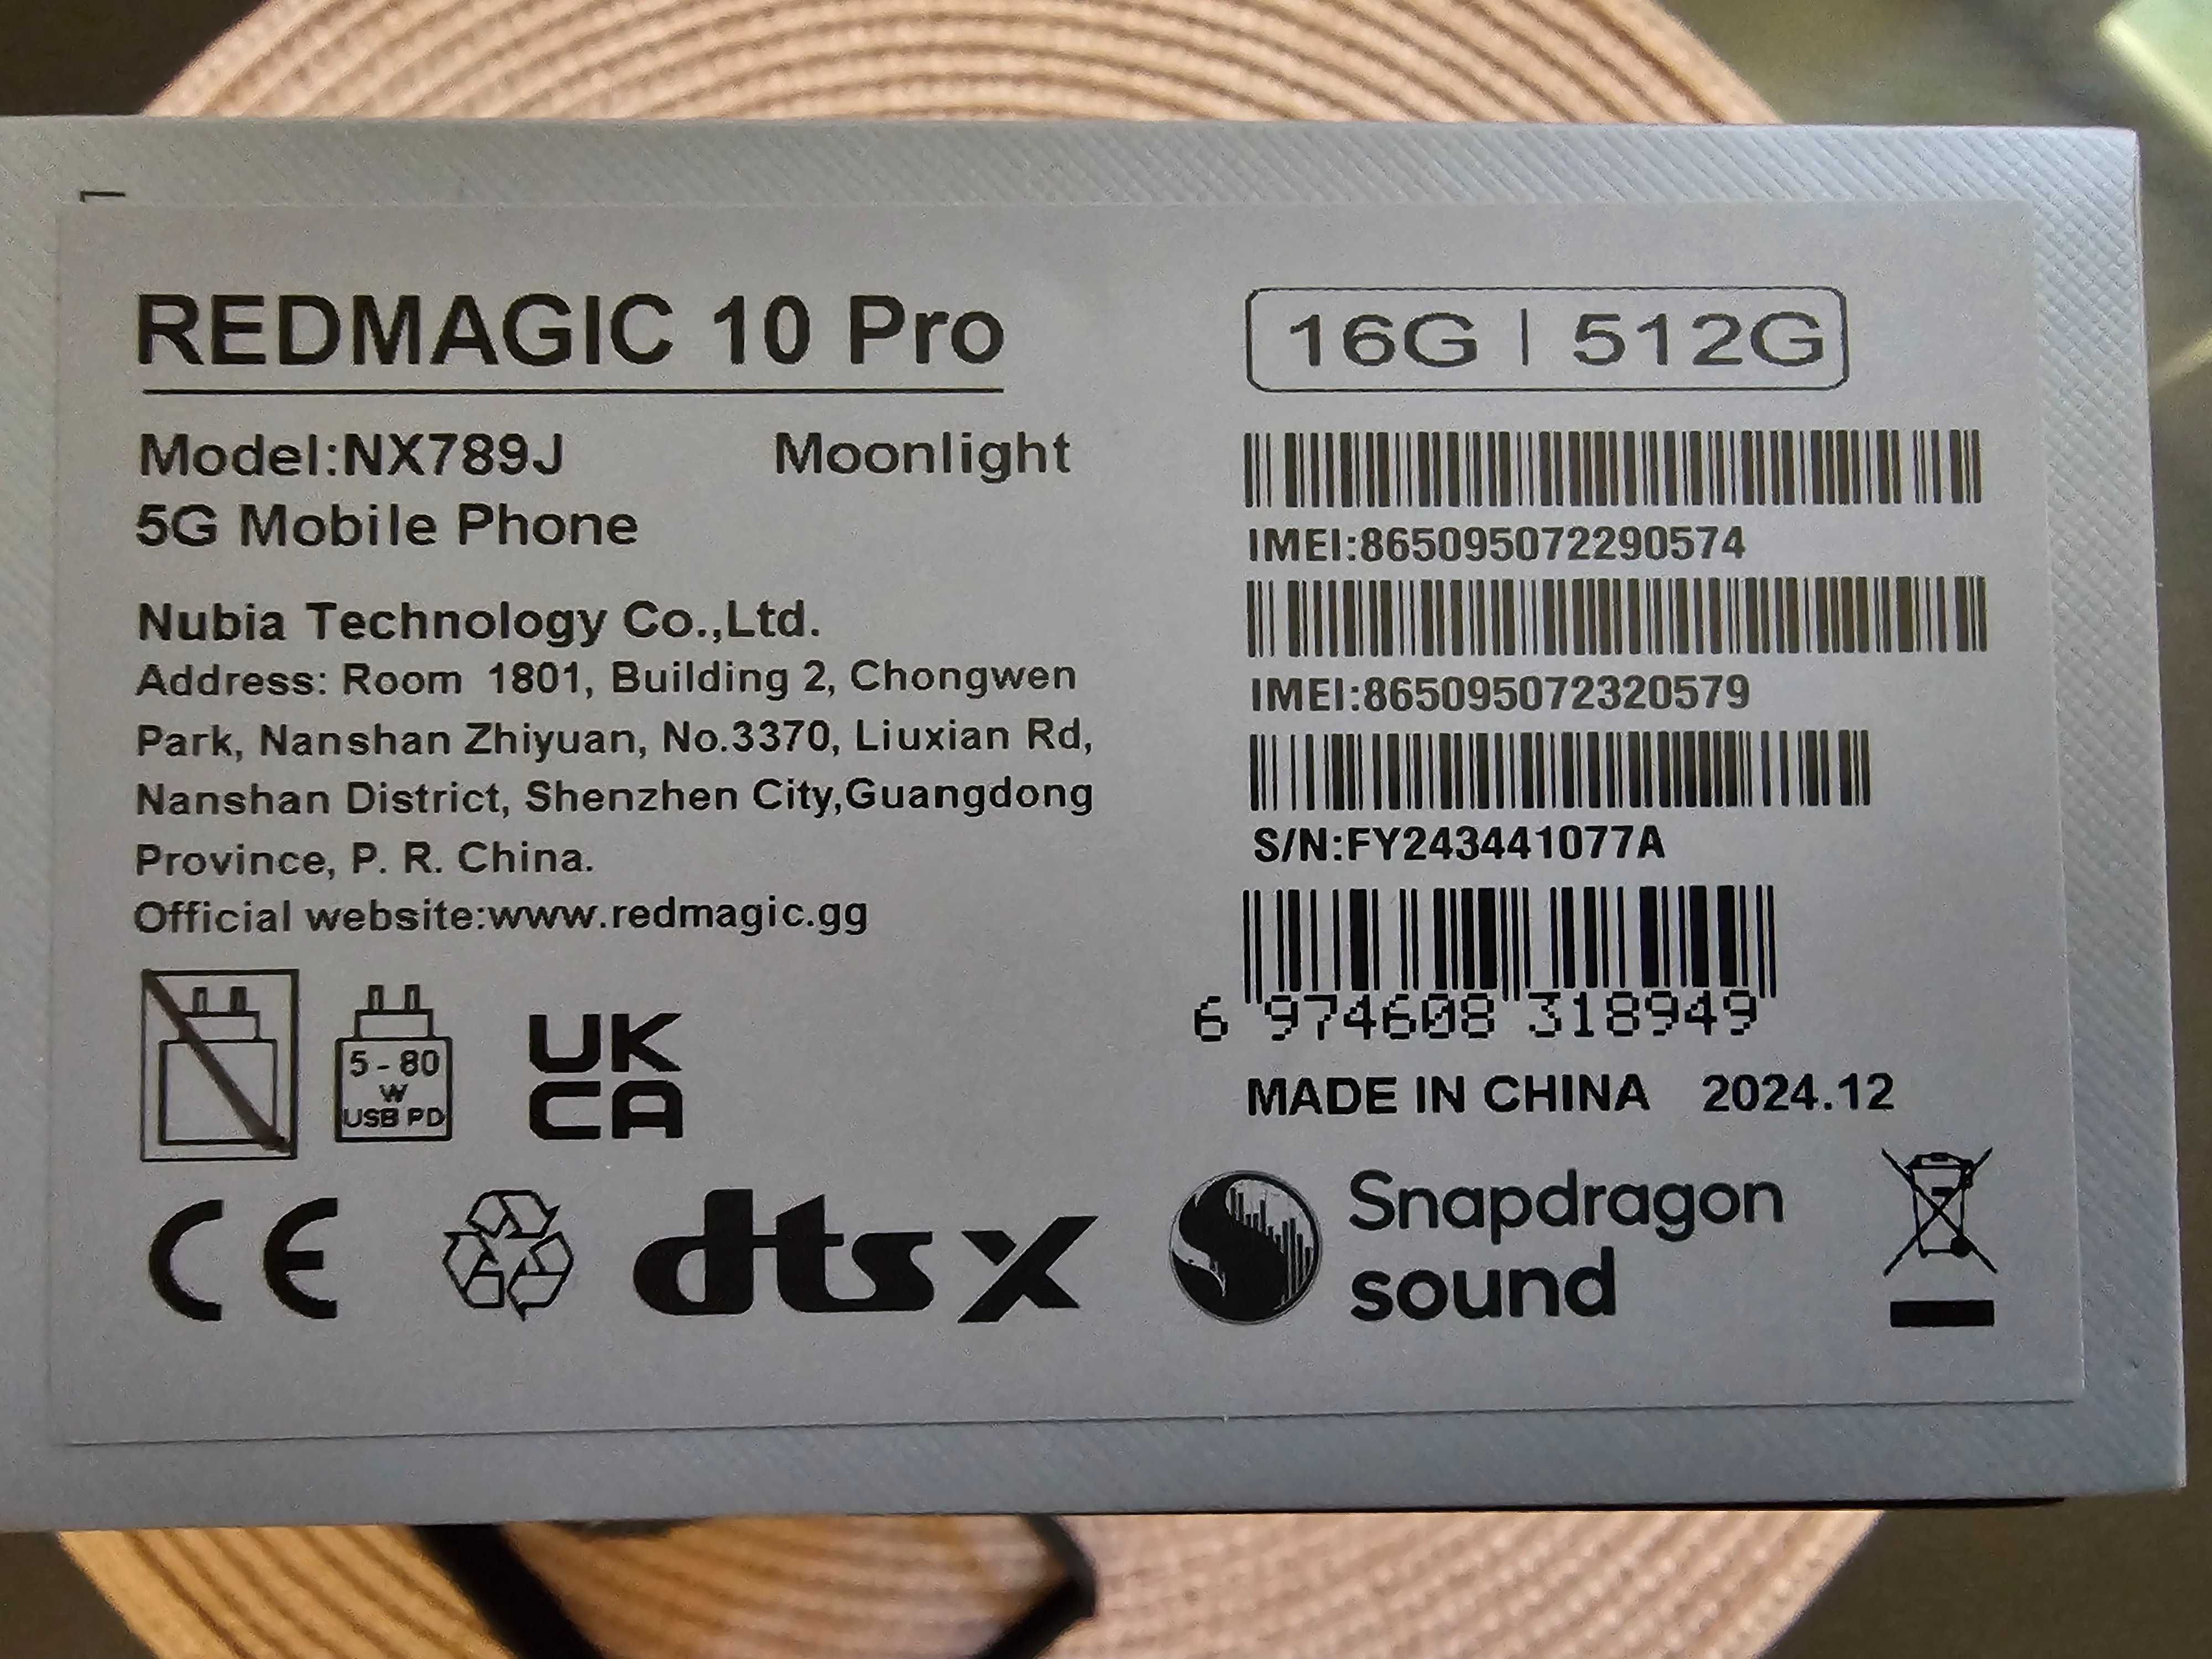 REDMAGIC 10 Pro
16G | 512G
Model:NX789J Moonlight
5G Mobile Phone
Nubia Technology Co.,Ltd.
Address: Room 1801, Building 2, Chongwen
Park, Nanshan Zhiyuan, No.3370, Liuxian Rd,
Nanshan District, Shenzhen City,Guangdong
Province, P. R. China.
Official website:www.redmagic.gg
IMEI:865095072290574
IMEI:865095072320579
S/N:FY243441077A
6 974608 318949
MADE IN CHINA 2024.12
5 - 80
W
USB PD
UK
CA
CE
dts x
Snapdragon
sound